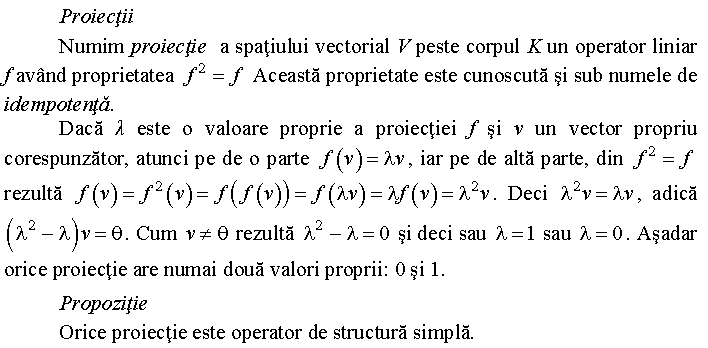 Proiecţii
Numim proiecţie a spaţiului vectorial V peste corpul K un operator liniar
f având proprietatea f² = f Această proprietate este cunoscută şi sub numele de
idempotenţă.
Dacă λ este o valoare proprie a proiecţiei f şi v un vector propriu
corespunzător, atunci pe de o parte f(v) = λv, iar pe de altă parte, din f² = f
rezultă f(v) = f²(v) = f(f(v)) = f(λv) = λf(v) = λ²v. Deci λ²v = λv, adică
(λ² − λ)v = θ. Cum v ≠ θ rezultă λ² − λ = 0 şi deci sau λ = 1 sau λ = 0. Aşadar
orice proiecţie are numai două valori proprii: 0 şi 1.
Propoziţie
Orice proiecţie este operator de structură simplă.